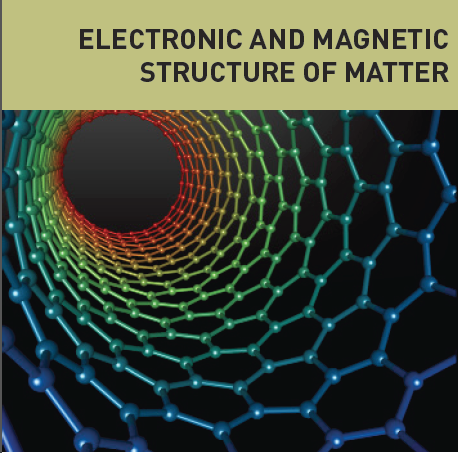 ELECTRONIC AND MAGNETIC
STRUCTURE OF MATTER